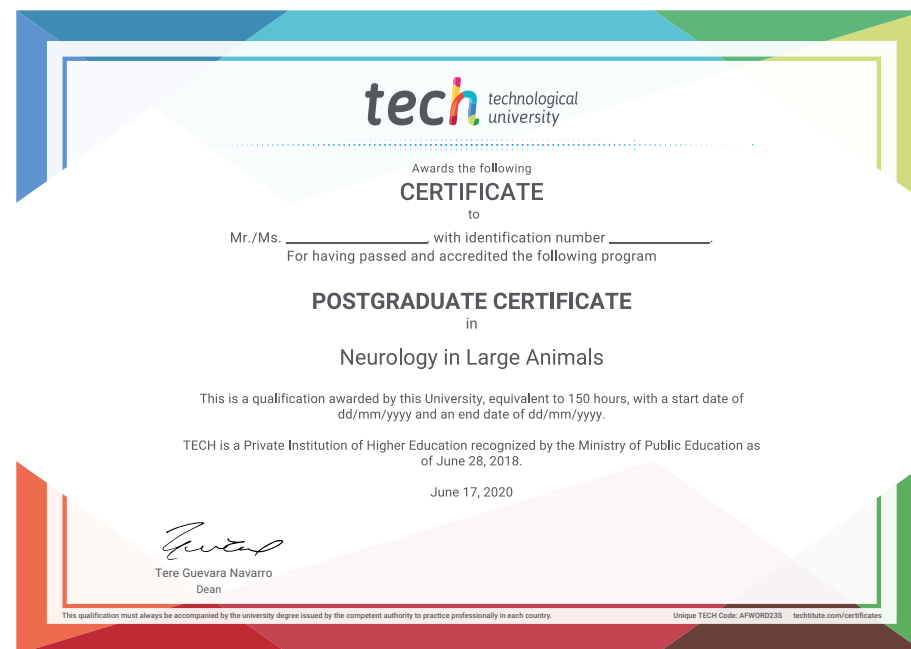 tech technological
university
Awards the following
CERTIFICATE
to
Mr./Ms. ____________________, with identification number ______________.
For having passed and accredited the following program
POSTGRADUATE CERTIFICATE
in
Neurology in Large Animals
This is a qualification awarded by this University, equivalent to 150 hours, with a start date of
dd/mm/yyyy and an end date of dd/mm/yyyy.
TECH is a Private Institution of Higher Education recognized by the Ministry of Public Education as
of June 28, 2018.
June 17, 2020
Tere Guevara Navarro
Dean
This qualification must always be accompanied by the university degree issued by the competent authority to practice professionally in each country. Unique TECH Code: AFWORD23S techtitute.com/certificates